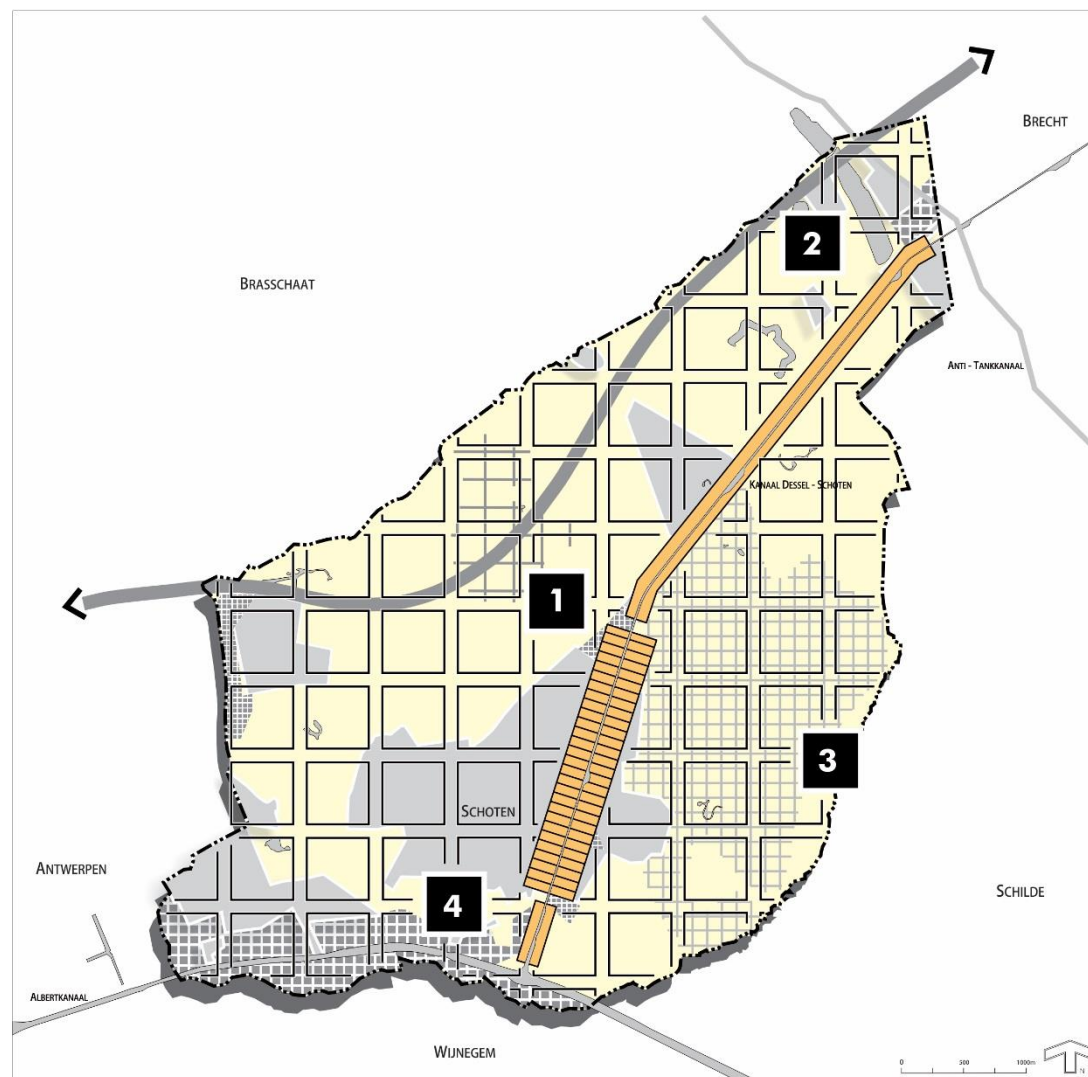 BRECHT
2
BRASSCHAAT
ANTI - TANKKANAAL
KANAAL DESSEL - SCHOTEN
1
3
SCHOTEN
ANTWERPEN
4
SCHILDE
ALBERTKANAAL
WIJNEGEM
0 500 1000m
N